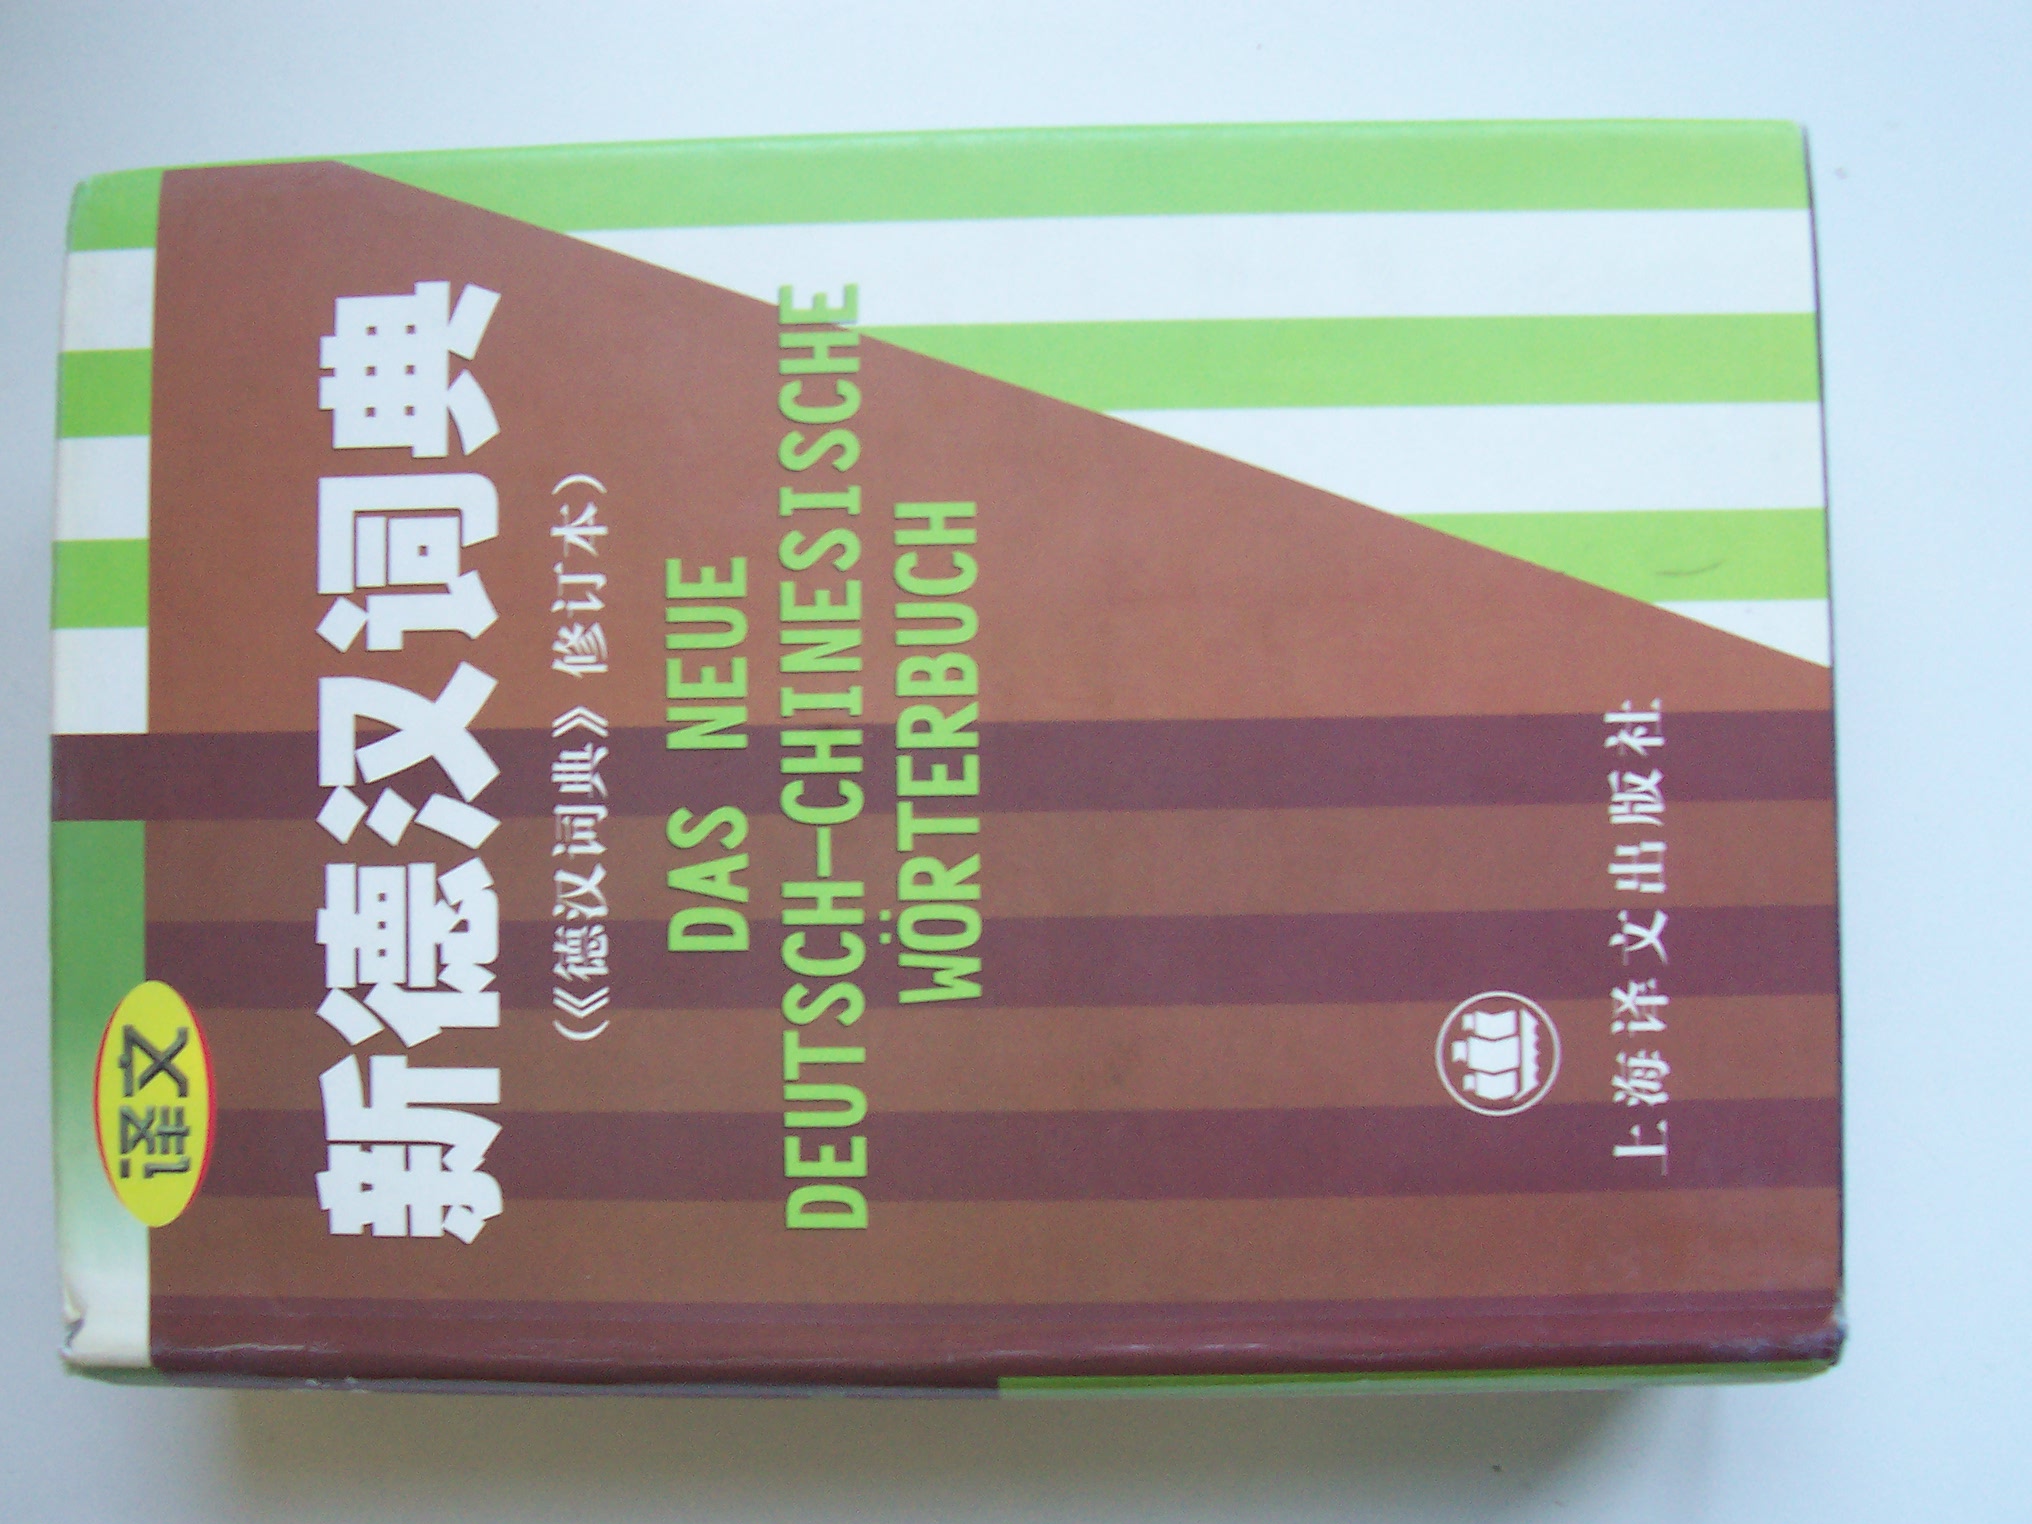 译文
新德汉词典
(《德汉词典》修订本)
DAS NEUE
DEUTSCH-CHINESISCHE
WÖRTERBUCH
上海译文出版社